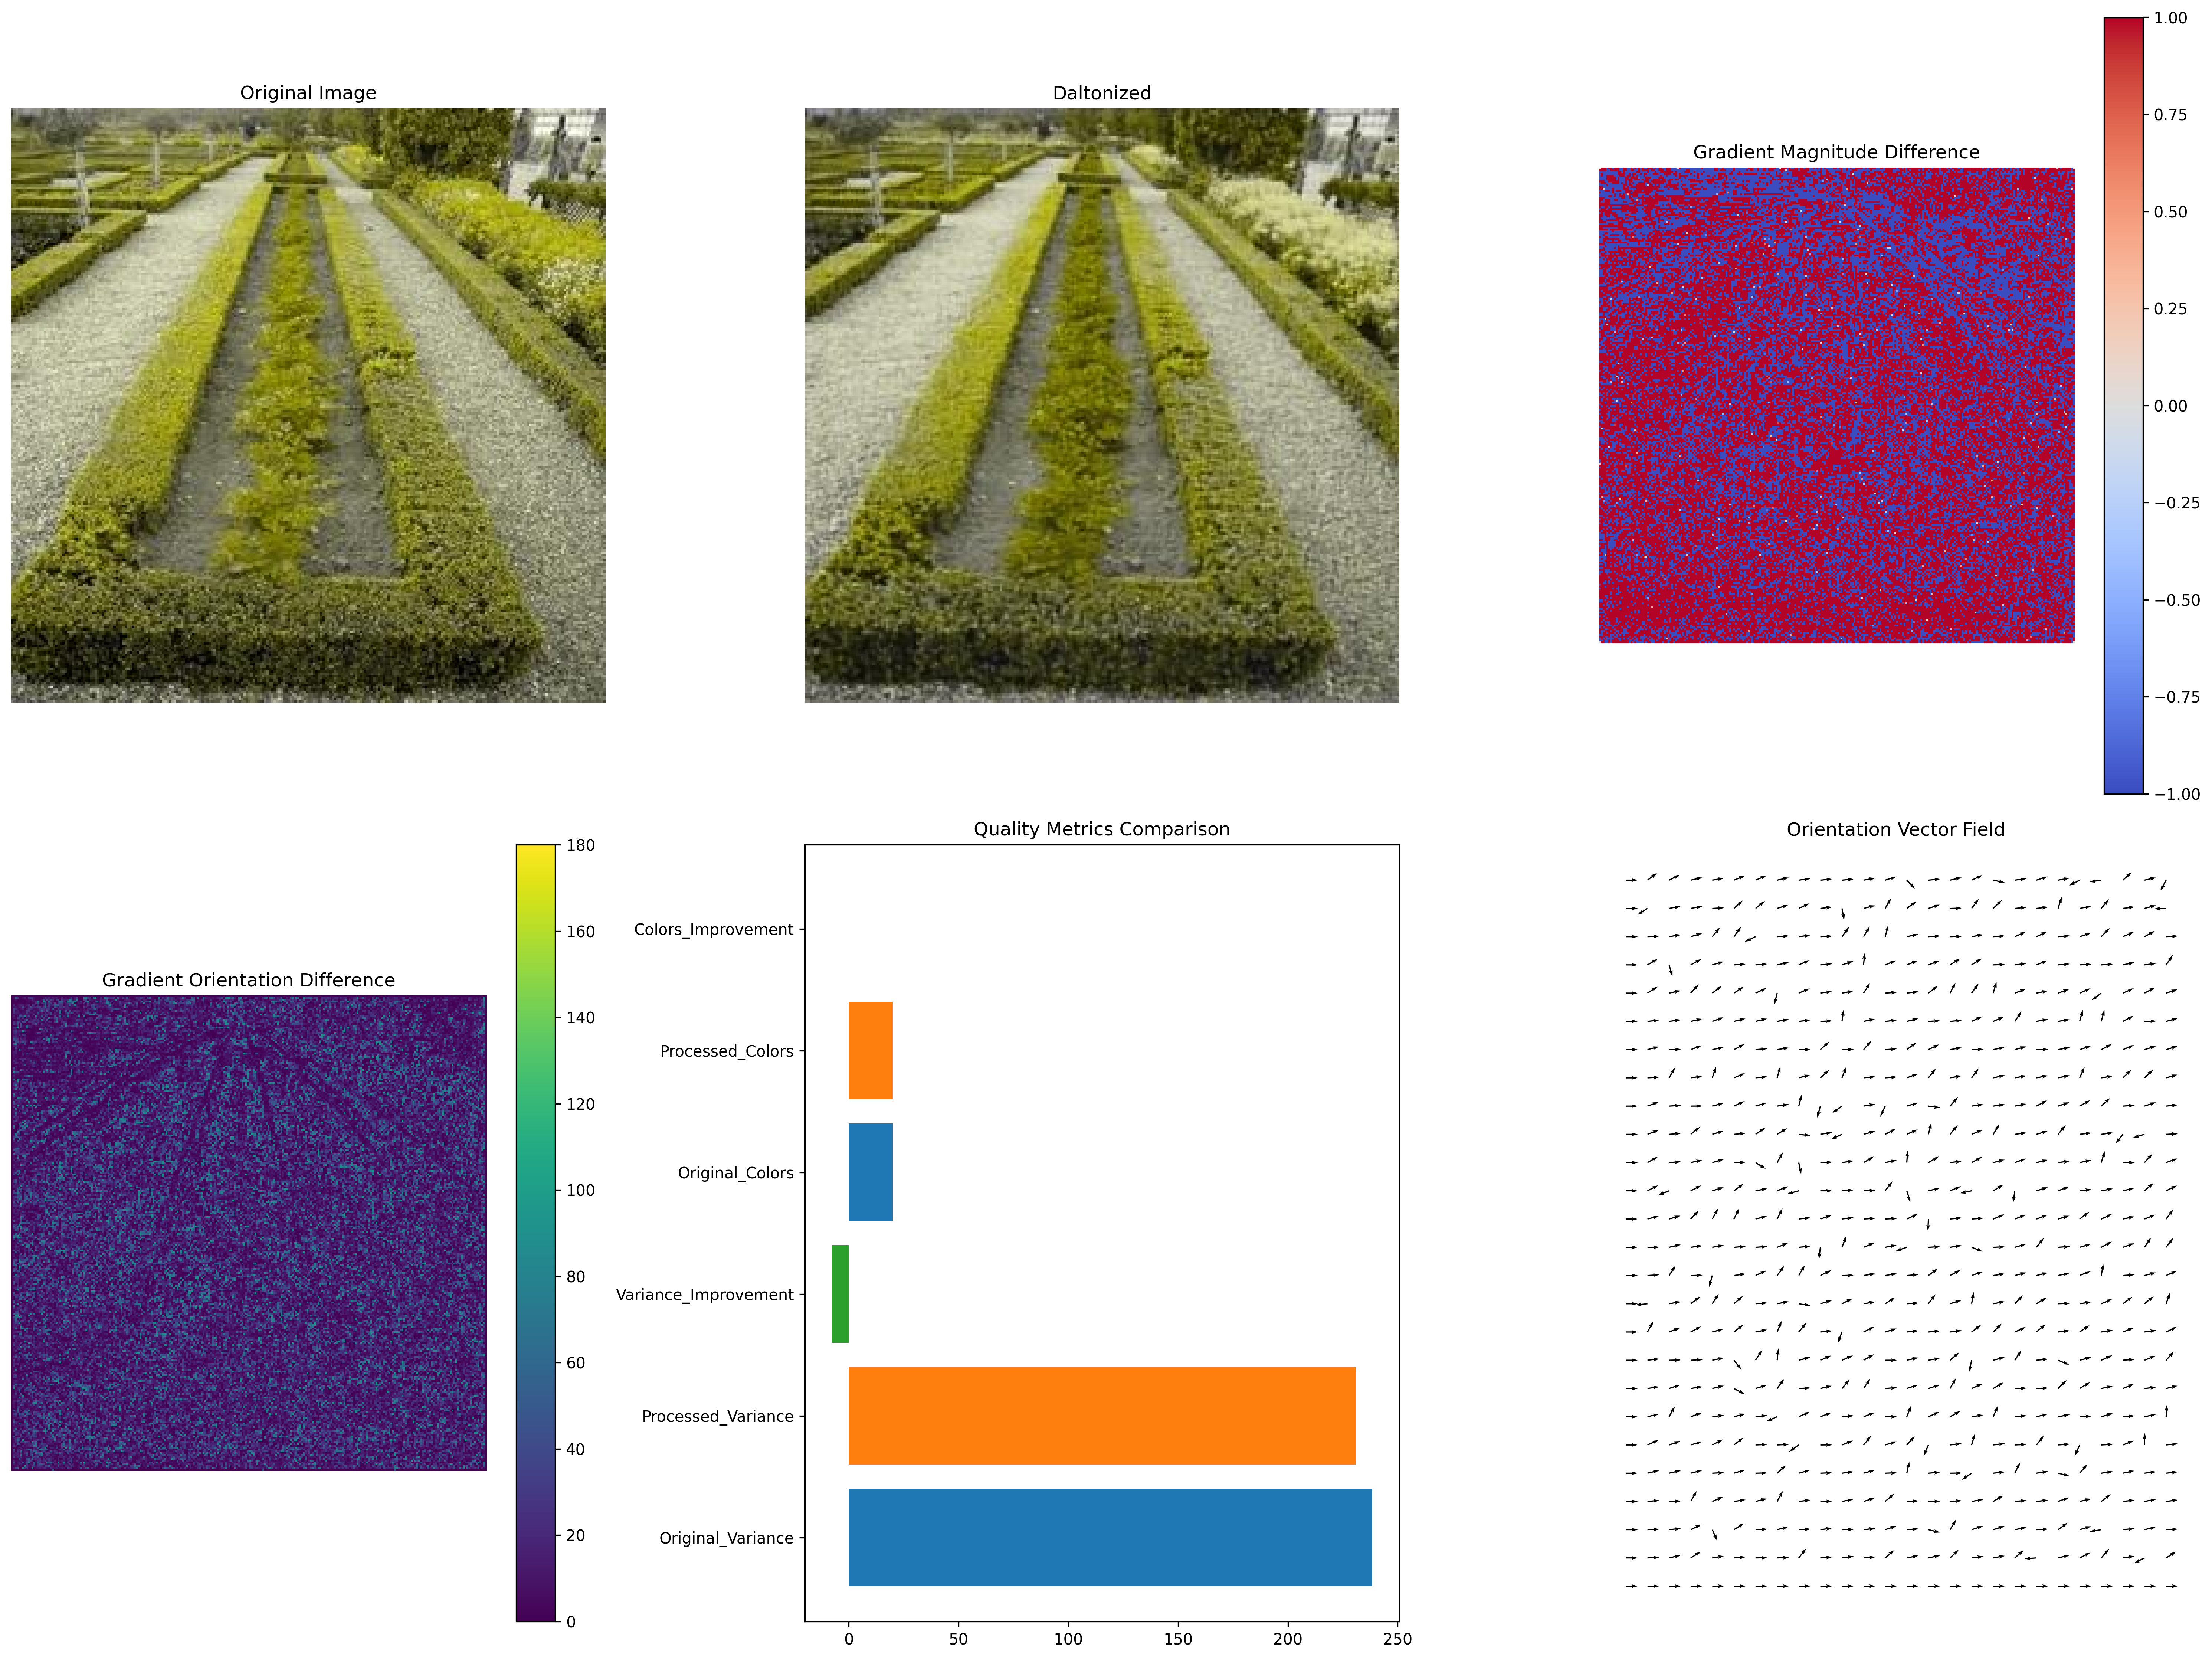 Original Image
Daltonized
Gradient Magnitude Difference
1.00
0.75
0.50
0.25
0.00
−0.25
−0.50
−0.75
−1.00
Gradient Orientation Difference
180
160
140
120
100
80
60
40
20
0
Quality Metrics Comparison
Colors_Improvement
Processed_Colors
Original_Colors
Variance_Improvement
Processed_Variance
Original_Variance
0 50 100 150 200 250
Orientation Vector Field